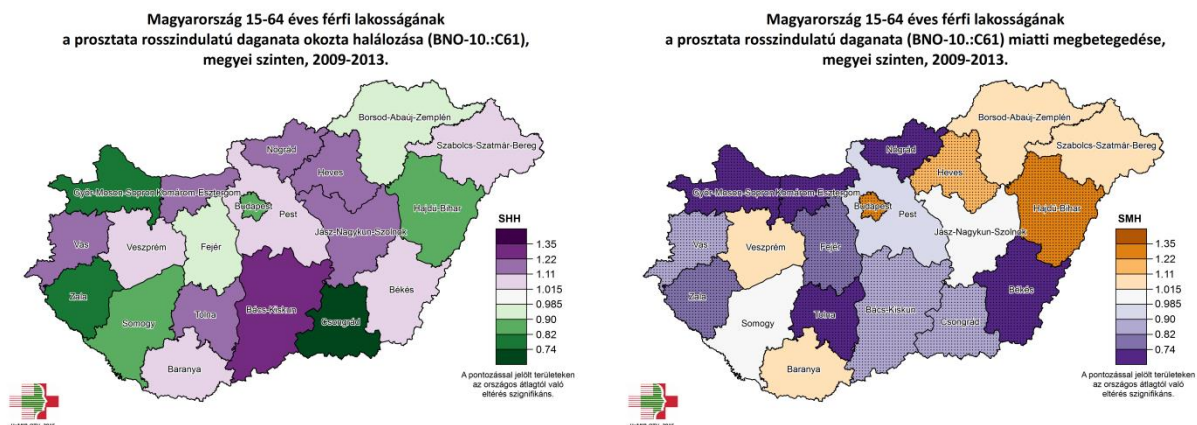 Magyarország 15-64 éves férfi lakosságának
a prosztata rosszindulatú daganata okozta halálozása (BNO-10.:C61),
megyei szinten, 2009-2013.
Borsod-Abaúj-Zemplén
Szabolcs-Szatmár-Bereg
Nógrád
Heves
Győr-Moson-Sopron
Komárom-Esztergom
Budapest
Pest
Hajdú-Bihar
Jász-Nagykun-Szolnok
Vas
Veszprém
Fejér
Zala
Somogy
Tolna
Bács-Kiskun
Csongrád
Békés
Baranya
SHH
1.35
1.22
1.11
1.015
0.985
0.90
0.82
0.74
A pontozással jelölt területeken
az országos átlagtól való
eltérés szignifikáns.
Magyarország 15-64 éves férfi lakosságának
a prosztata rosszindulatú daganata (BNO-10.:C61) miatti megbetegedése,
megyei szinten, 2009-2013.
Borsod-Abaúj-Zemplén
Szabolcs-Szatmár-Bereg
Nógrád
Heves
Győr-Moson-Sopron
Komárom-Esztergom
Budapest
Pest
Hajdú-Bihar
Jász-Nagykun-Szolnok
Vas
Veszprém
Fejér
Zala
Somogy
Tolna
Bács-Kiskun
Csongrád
Békés
Baranya
SMH
1.35
1.22
1.11
1.015
0.985
0.90
0.82
0.74
A pontozással jelölt területeken
az országos átlagtól való
eltérés szignifikáns.